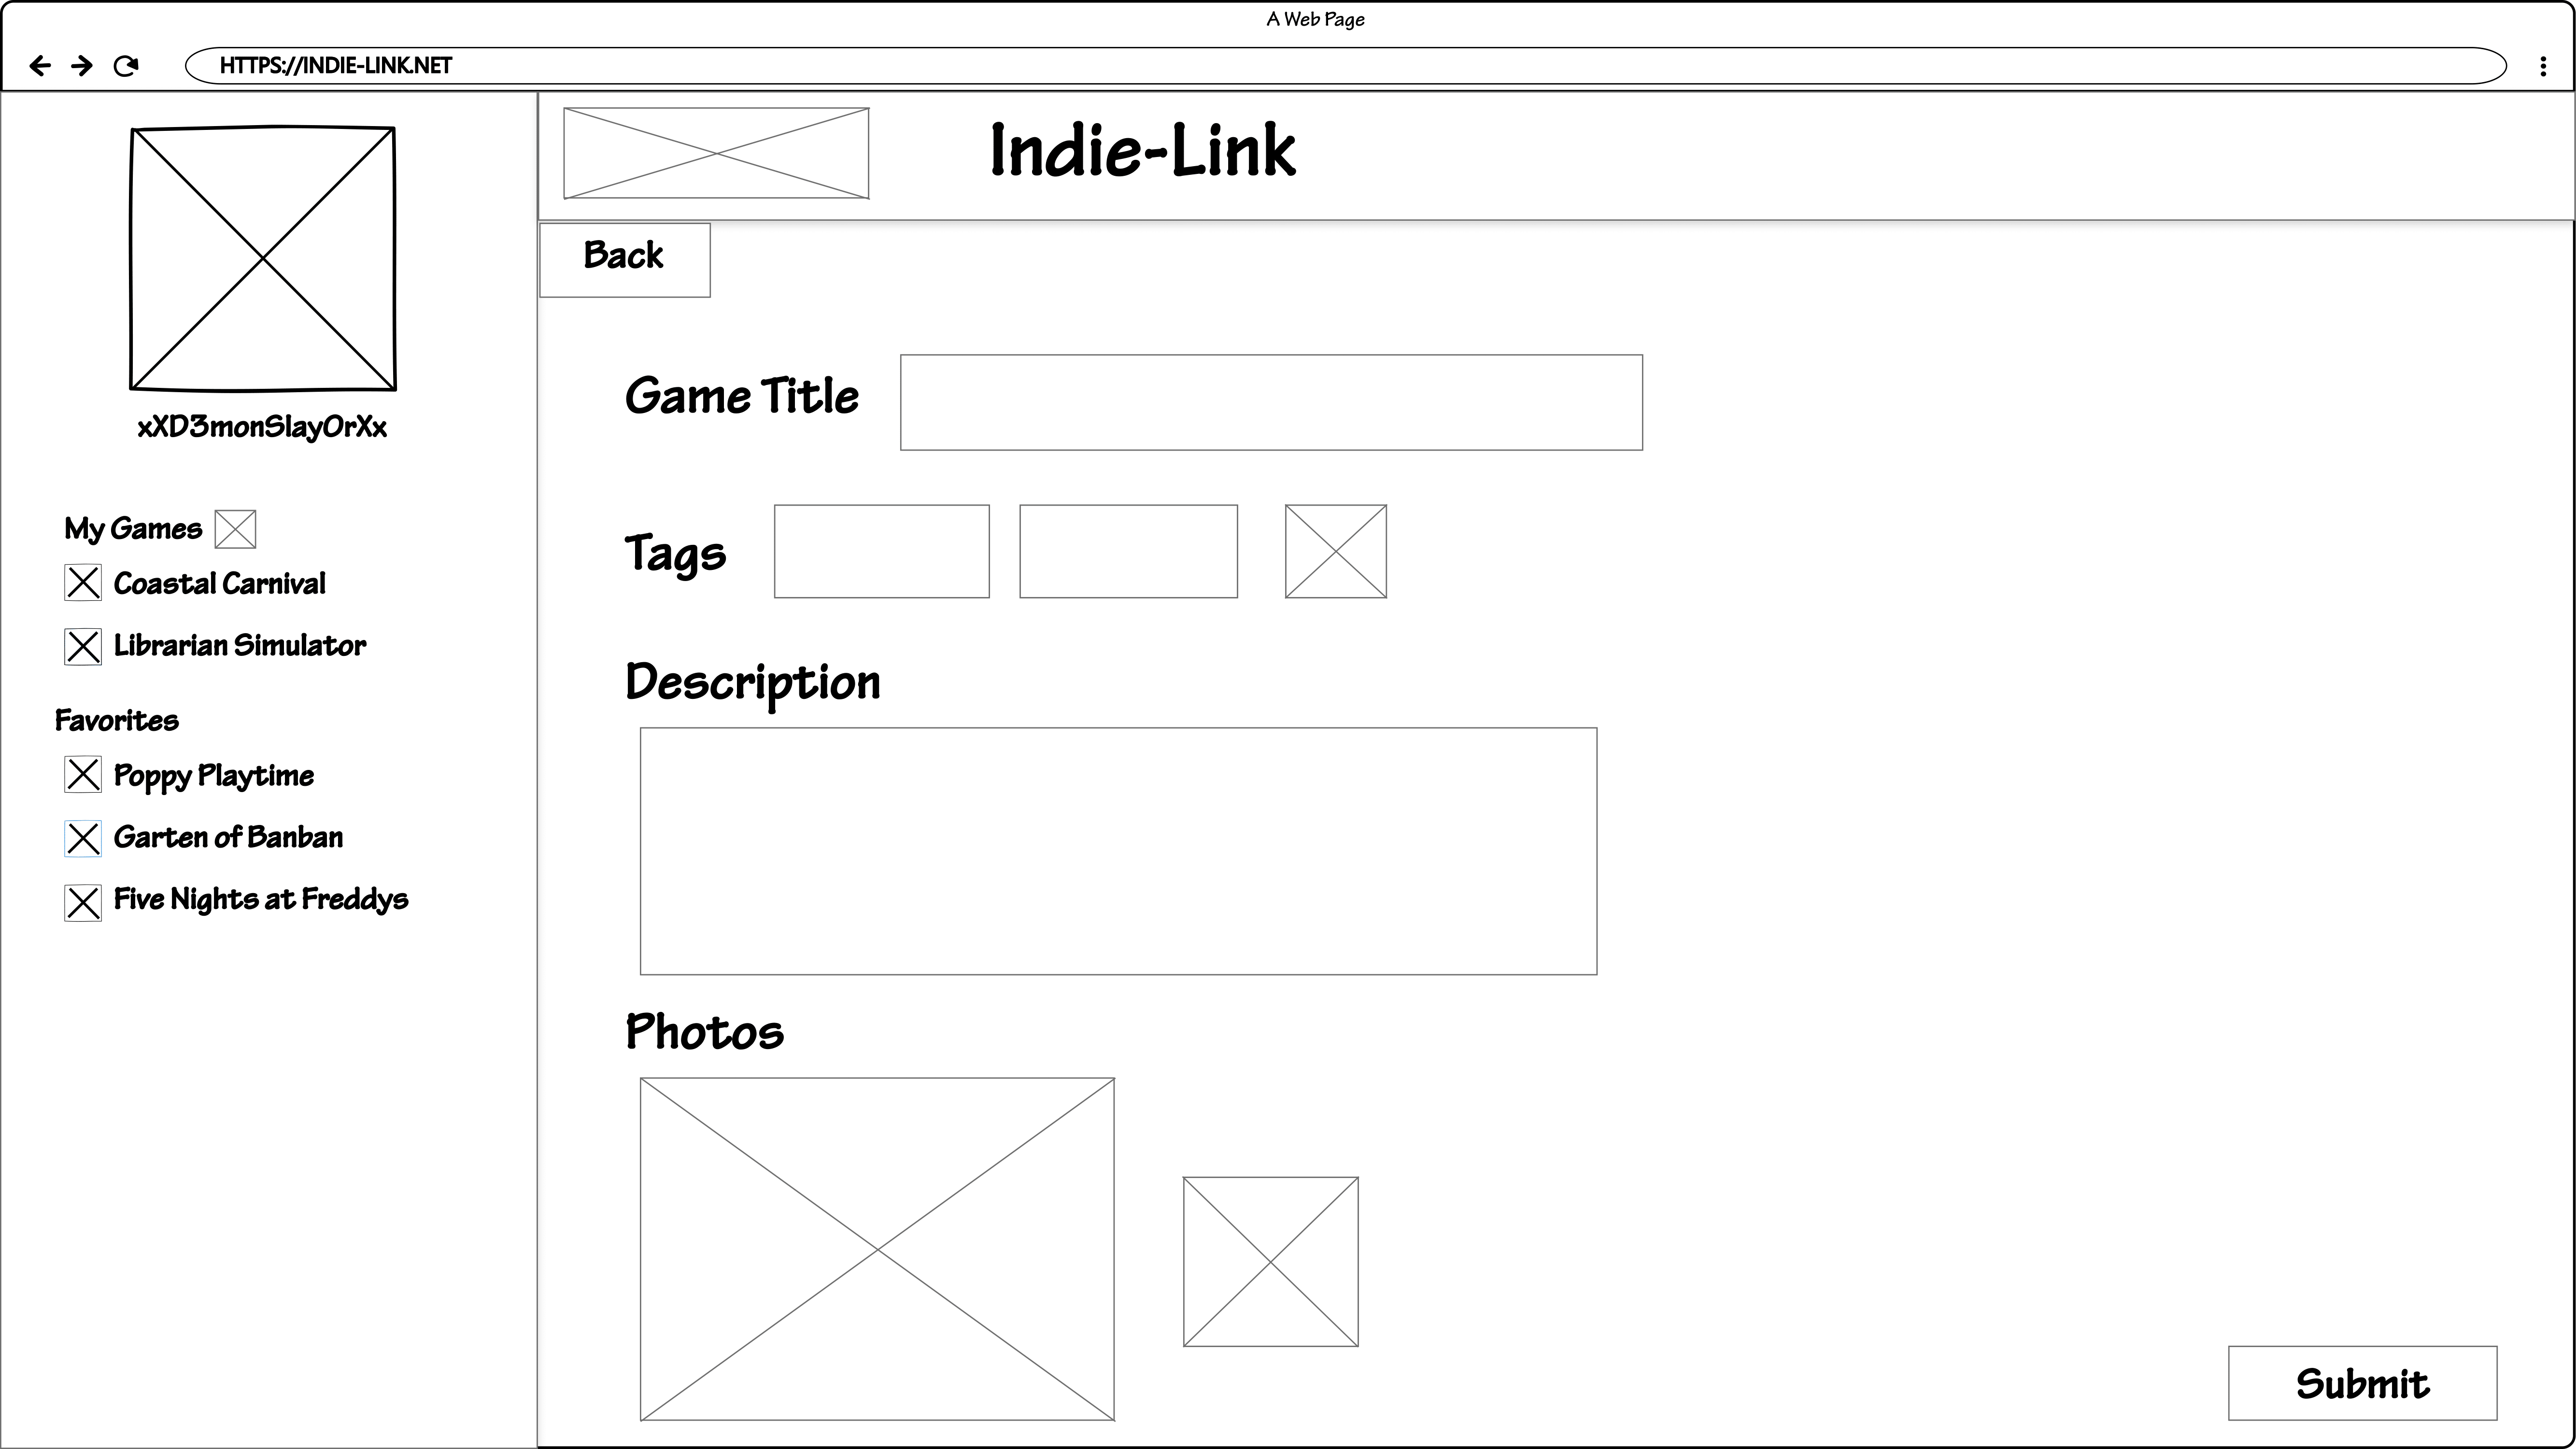 A Web Page
HTTPS://INDIE-LINK.NET
Indie-Link
Back
xXD3monSlayOrXx
My Games
Coastal Carnival
Librarian Simulator
Favorites
Poppy Playtime
Garten of Banban
Five Nights at Freddys
Game Title
Tags
Description
Photos
Submit